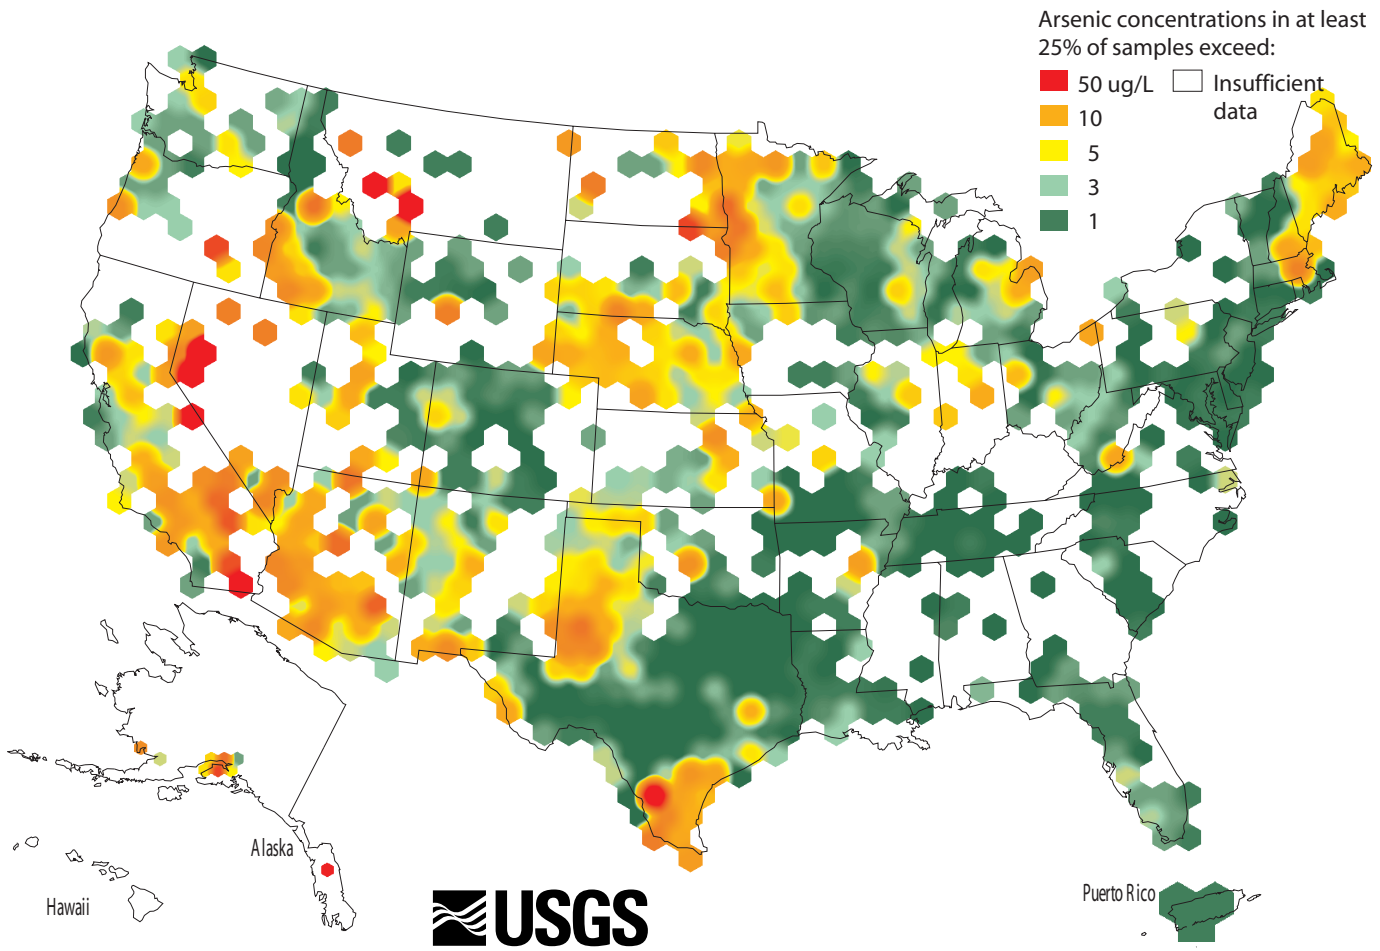 Arsenic concentrations in at least
25% of samples exceed:
50 ug/L
Insufficient
data
10
5
3
1
Alaska
Hawaii
Puerto Rico
USGS